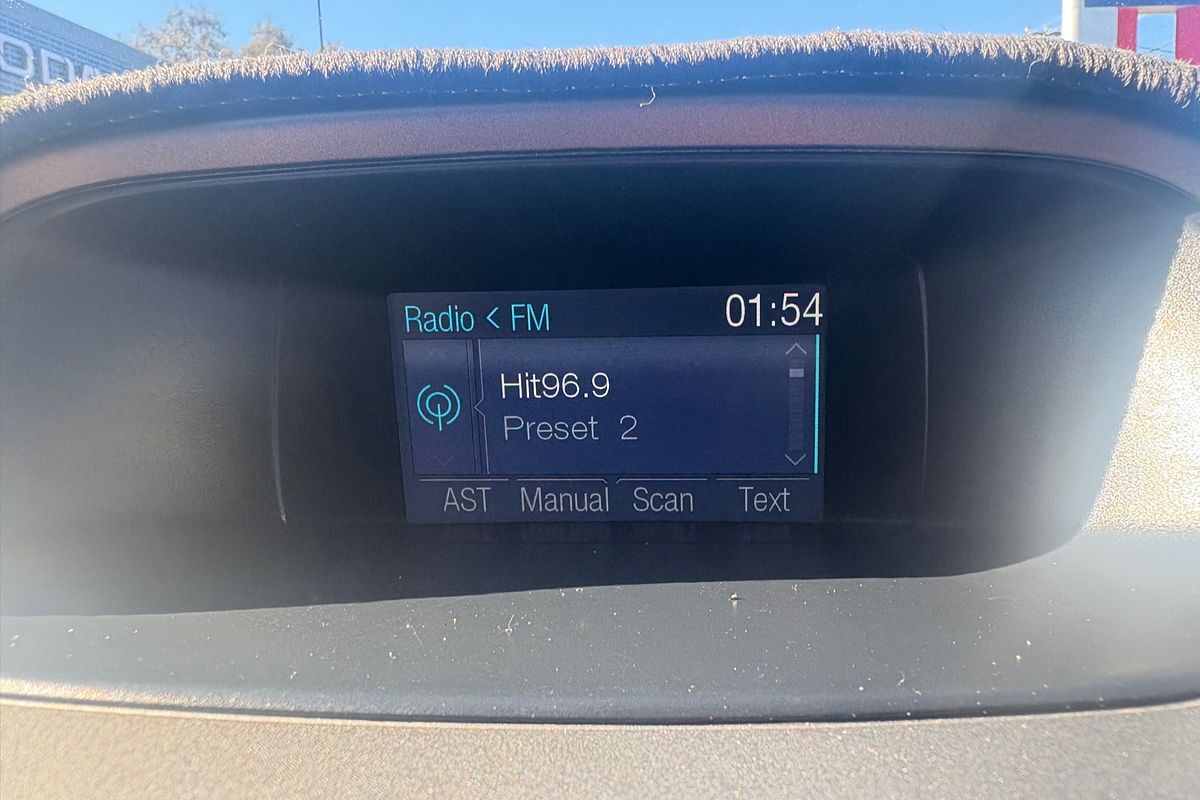 Radio < FM 01:54
Hit96.9
Preset 2
AST Manual Scan Text